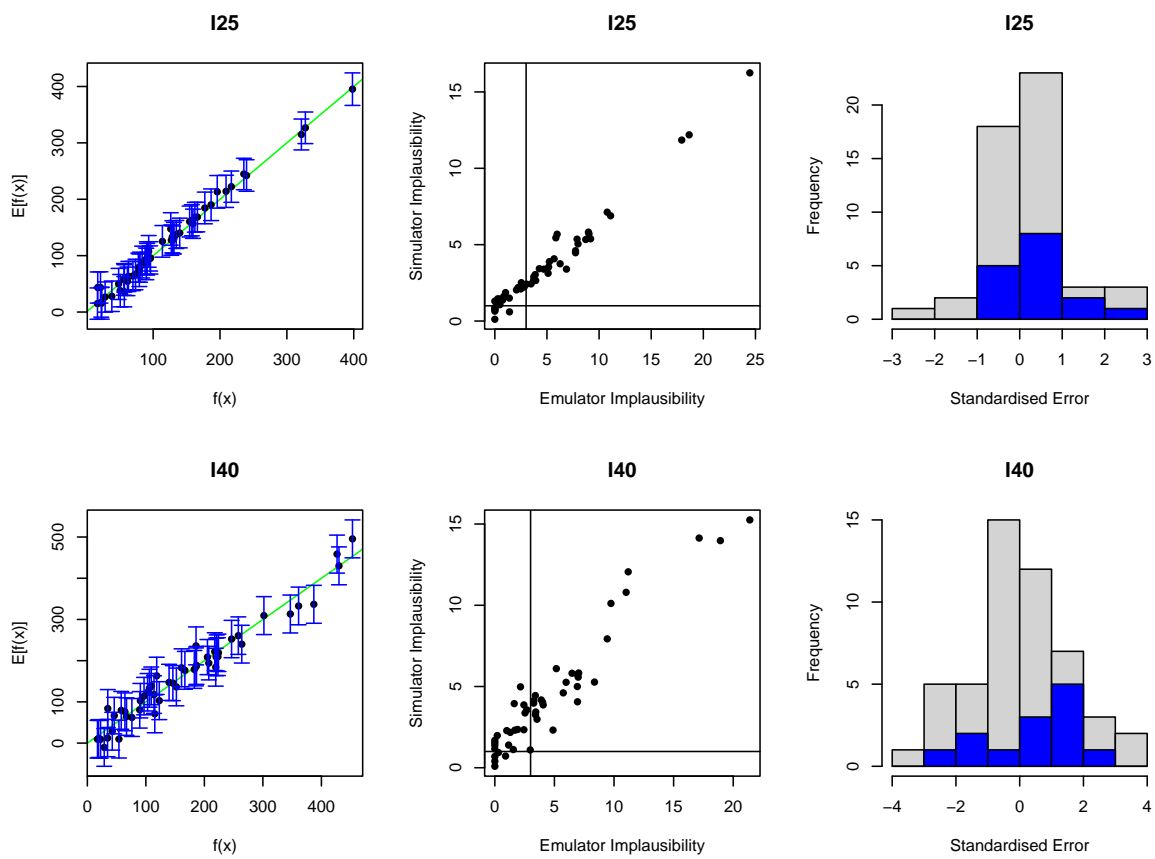 I25
I25
I25
E[f(x)]
0 100 200 300 400
100 200 300 400
f(x)
Simulator Implausibility
0 5 10 15
0 5 10 15 20 25
Emulator Implausibility
Frequency
0 5 10 15 20
−3 −2 −1 0 1 2 3
Standardised Error
I40
I40
I40
E[f(x)]
0 100 300 500
0 100 200 300 400
f(x)
Simulator Implausibility
0 5 10 15
0 5 10 15 20
Emulator Implausibility
Frequency
0 5 10 15
−4 −2 0 2 4
Standardised Error